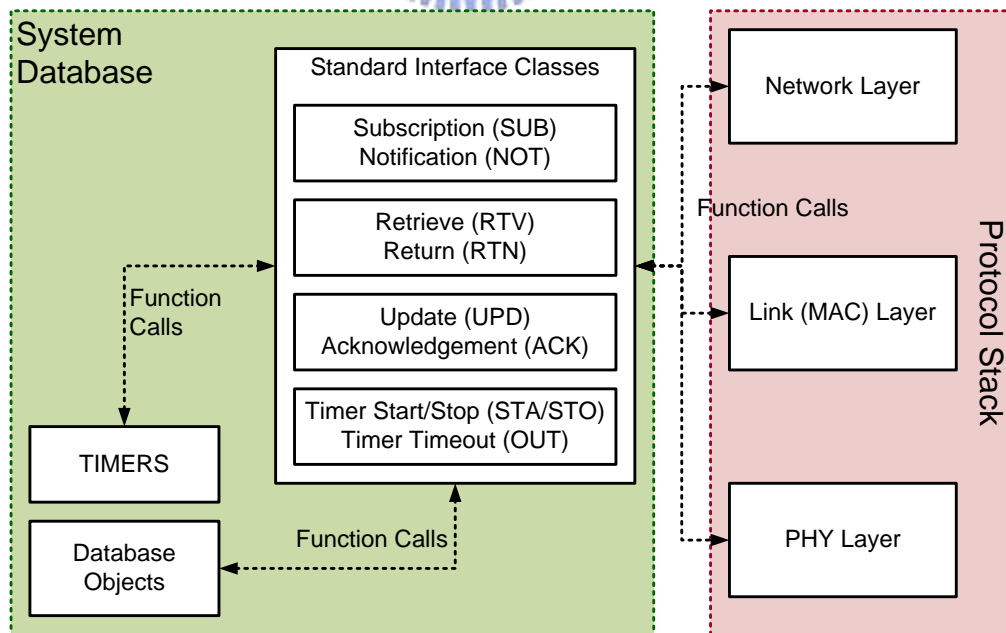 System
Database
Standard Interface Classes
Subscription (SUB)
Notification (NOT)
Retrieve (RTV)
Return (RTN)
Update (UPD)
Acknowledgement (ACK)
Timer Start/Stop (STA/STO)
Timer Timeout (OUT)
Function
Calls
TIMERS
Database
Objects
Function Calls
Network Layer
Function Calls
Link (MAC) Layer
PHY Layer
Protocol Stack